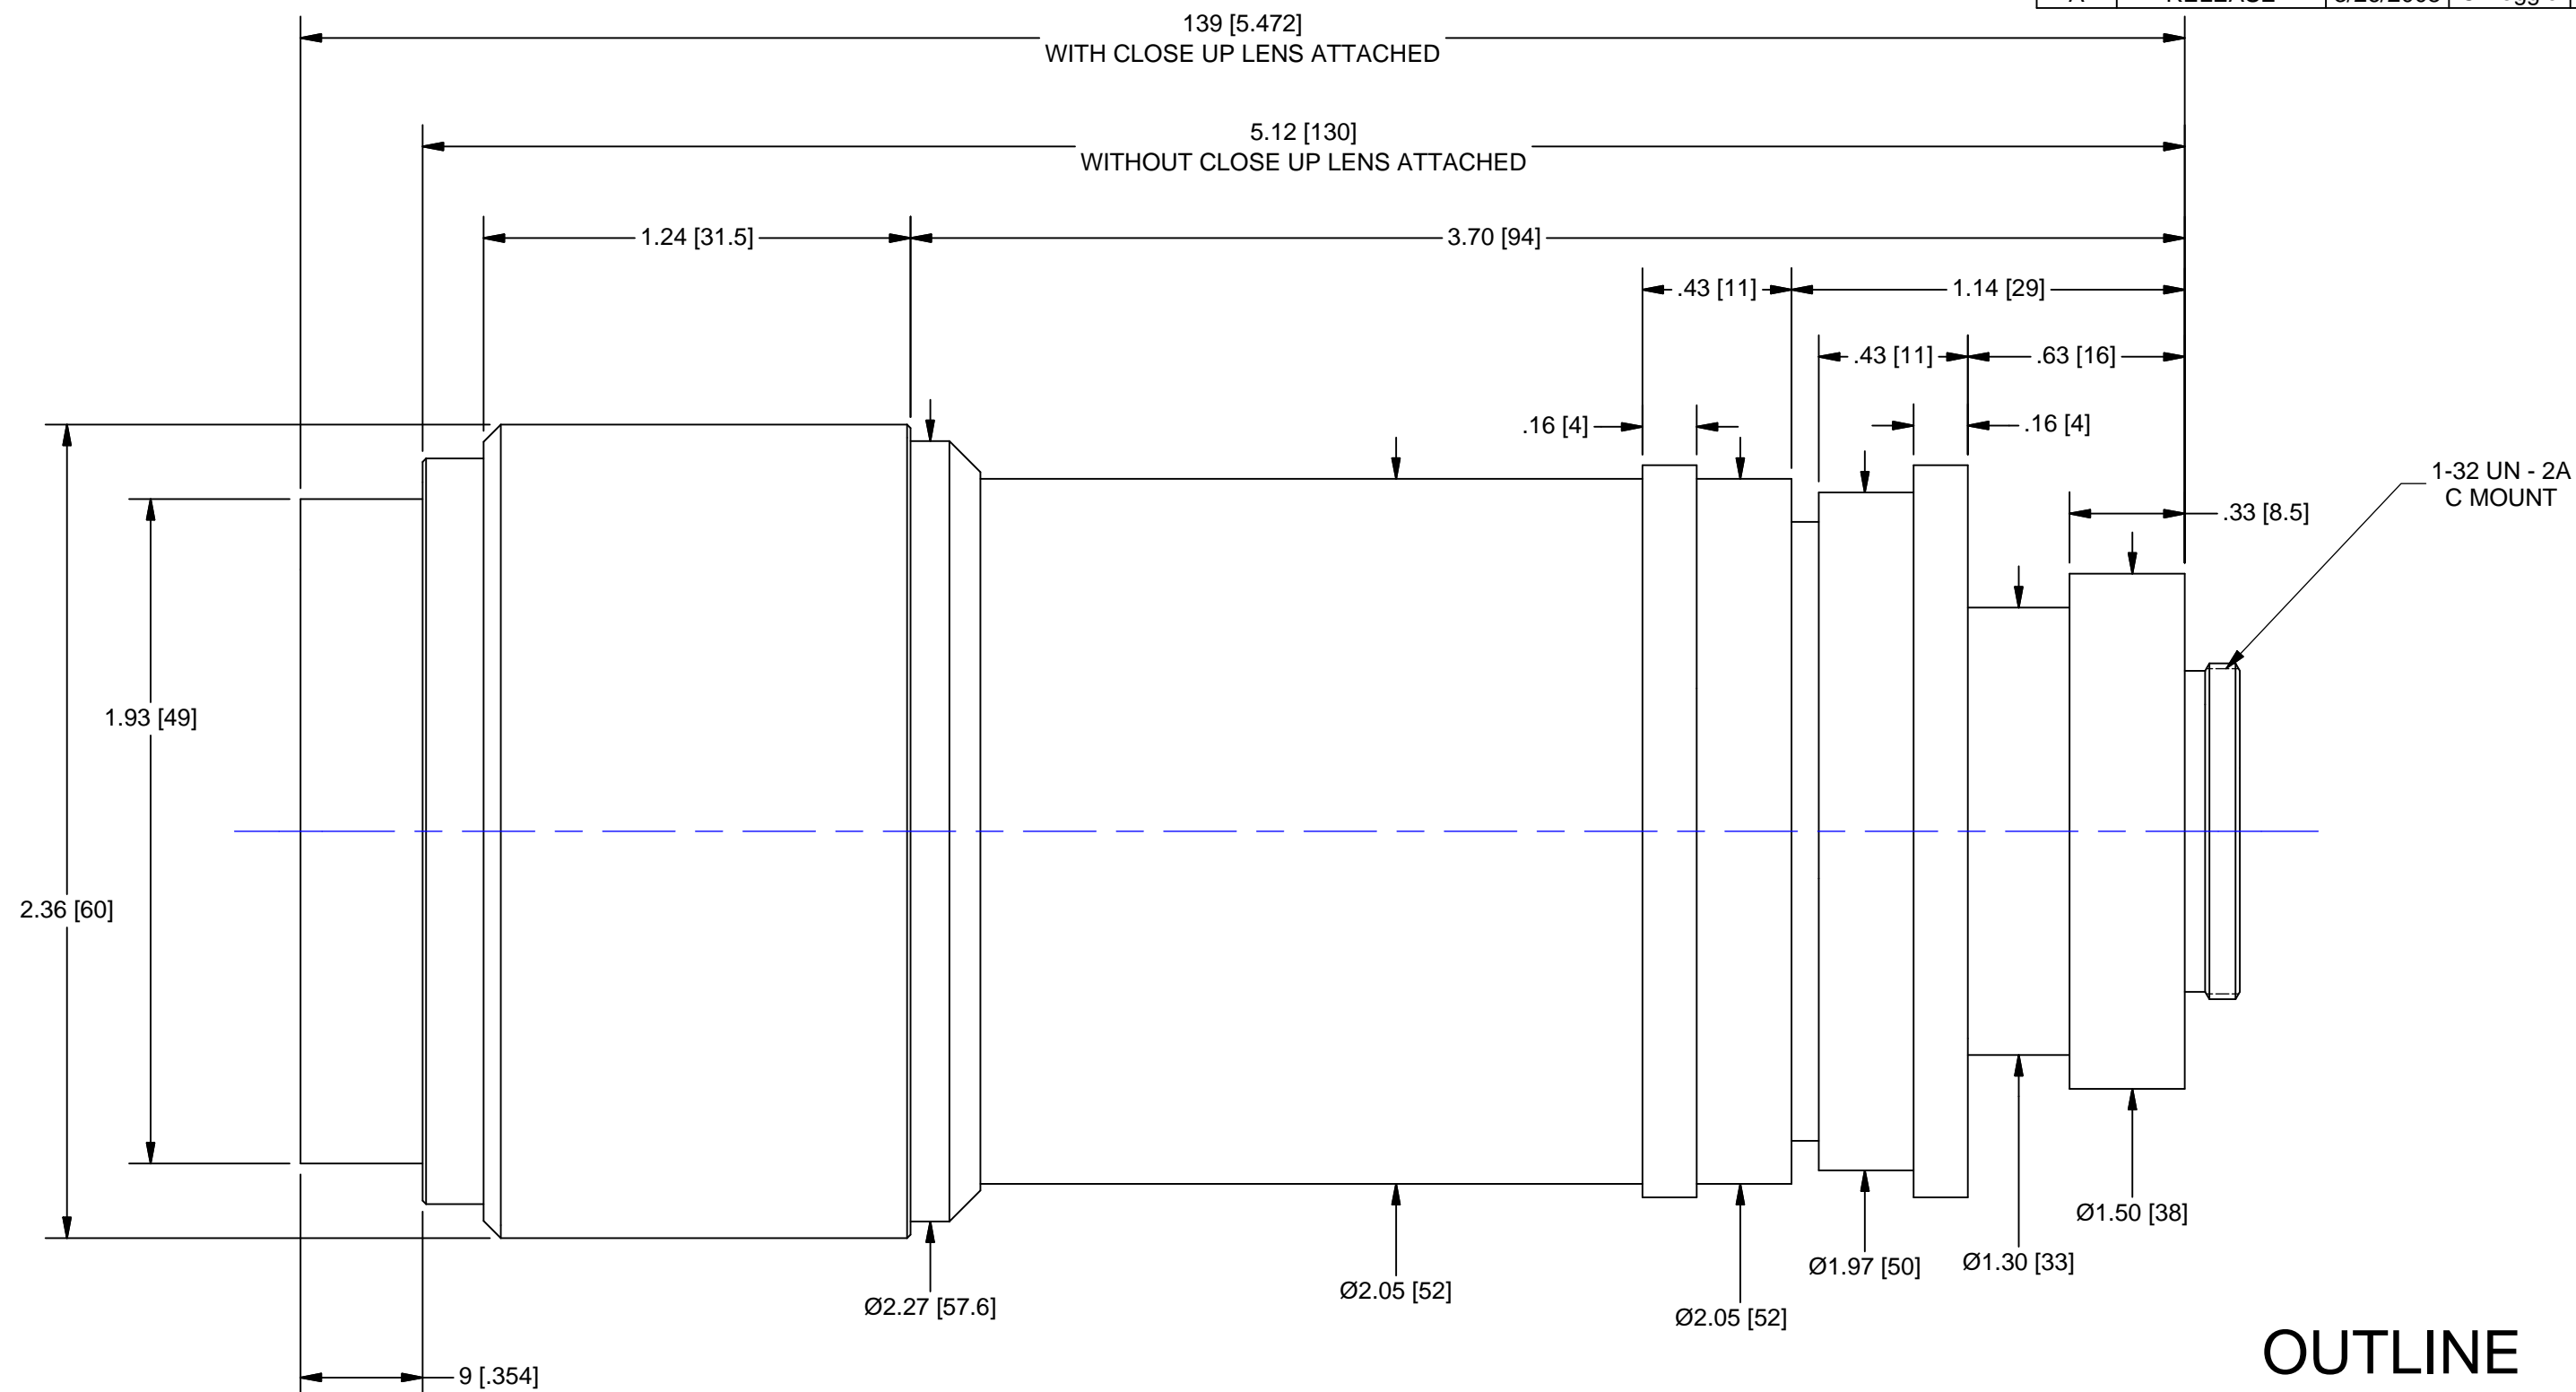 139 [5.472]
WITH CLOSE UP LENS ATTACHED
5.12 [130]
WITHOUT CLOSE UP LENS ATTACHED
1.24 [31.5]
3.70 [94]
.43 [11]
1.14 [29]
.43 [11]
.63 [16]
.16 [4]
.16 [4]
1-32 UN - 2A
C MOUNT
.33 [8.5]
1.93 [49]
2.36 [60]
Ø1.50 [38]
Ø1.97 [50]
Ø1.30 [33]
Ø2.05 [52]
Ø2.27 [57.6]
Ø2.05 [52]
OUTLINE
9 [.354]